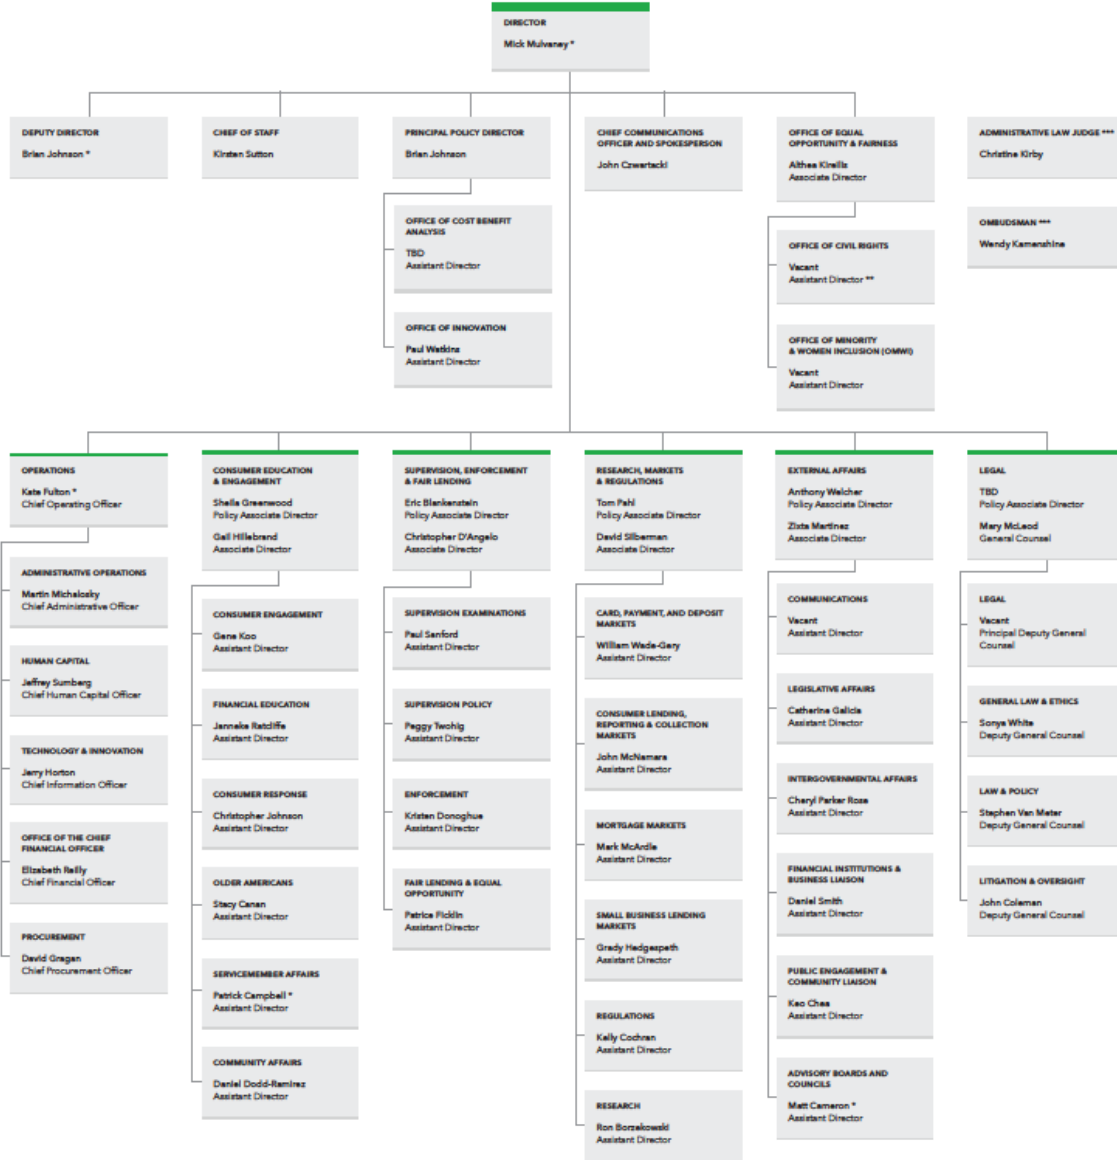 DIRECTOR
Mick Mulvaney *
DEPUTY DIRECTOR
Brian Johnson *
CHIEF OF STAFF
Kirsten Sutton
PRINCIPAL POLICY DIRECTOR
Brian Johnson
OFFICE OF COST BENEFIT
ANALYSIS
TBD
Assistant Director
OFFICE OF INNOVATION
Paul Watkins
Assistant Director
CHIEF COMMUNICATIONS
OFFICER AND SPOKESPERSON
John Czwartacki
OFFICE OF EQUAL
OPPORTUNITY & FAIRNESS
Althea Kireilis
Associate Director
OFFICE OF CIVIL RIGHTS
Vacant
Assistant Director **
OFFICE OF MINORITY
& WOMEN INCLUSION (OMWI)
Vacant
Assistant Director
ADMINISTRATIVE LAW JUDGE ***
Christine Kirby
OMBUDSMAN ***
Wendy Kamenshine
OPERATIONS
Kate Fulton *
Chief Operating Officer
ADMINISTRATIVE OPERATIONS
Martin Michalosky
Chief Administrative Officer
HUMAN CAPITAL
Jeffrey Sumberg
Chief Human Capital Officer
TECHNOLOGY & INNOVATION
Jerry Horton
Chief Information Officer
OFFICE OF THE CHIEF
FINANCIAL OFFICER
Elizabeth Reilly
Chief Financial Officer
PROCUREMENT
David Gragan
Chief Procurement Officer
CONSUMER EDUCATION
& ENGAGEMENT
Sheila Greenwood
Policy Associate Director
Gail Hillebrand
Associate Director
CONSUMER ENGAGEMENT
Gene Koo
Assistant Director
FINANCIAL EDUCATION
Janneke Ratcliffe
Assistant Director
CONSUMER RESPONSE
Christopher Johnson
Assistant Director
OLDER AMERICANS
Stacy Canan
Assistant Director
SERVICEMEMBER AFFAIRS
Patrick Campbell *
Assistant Director
COMMUNITY AFFAIRS
Daniel Dodd-Ramirez
Assistant Director
SUPERVISION, ENFORCEMENT
& FAIR LENDING
Eric Blankenstein
Policy Associate Director
Christopher D'Angelo
Associate Director
SUPERVISION EXAMINATIONS
Paul Sanford
Assistant Director
SUPERVISION POLICY
Peggy Twohig
Assistant Director
ENFORCEMENT
Kristen Donoghue
Assistant Director
FAIR LENDING & EQUAL
OPPORTUNITY
Patrice Ficklin
Assistant Director
RESEARCH, MARKETS
& REGULATIONS
Tom Pahl
Policy Associate Director
David Silberman
Associate Director
CARD, PAYMENT, AND DEPOSIT
MARKETS
William Wade-Gery
Assistant Director
CONSUMER LENDING,
REPORTING & COLLECTION
MARKETS
John McNamara
Assistant Director
MORTGAGE MARKETS
Mark McArdle
Assistant Director
SMALL BUSINESS LENDING
MARKETS
Grady Hedgespeth
Assistant Director
REGULATIONS
Kelly Cochran
Assistant Director
RESEARCH
Ron Borzekowski
Assistant Director
EXTERNAL AFFAIRS
Anthony Welcher
Policy Associate Director
Zixta Martinez
Associate Director
COMMUNICATIONS
Vacant
Assistant Director
LEGISLATIVE AFFAIRS
Catherine Galicia
Assistant Director
INTERGOVERNMENTAL AFFAIRS
Cheryl Parker Rose
Assistant Director
FINANCIAL INSTITUTIONS &
BUSINESS LIAISON
Daniel Smith
Assistant Director
PUBLIC ENGAGEMENT &
COMMUNITY LIAISON
Keo Chea
Assistant Director
ADVISORY BOARDS AND
COUNCILS
Matt Cameron *
Assistant Director
LEGAL
TBD
Policy Associate Director
Mary McLeod
General Counsel
LEGAL
Vacant
Principal Deputy General
Counsel
GENERAL LAW & ETHICS
Sonya White
Deputy General Counsel
LAW & POLICY
Stephen Van Meter
Deputy General Counsel
LITIGATION & OVERSIGHT
John Coleman
Deputy General Counsel